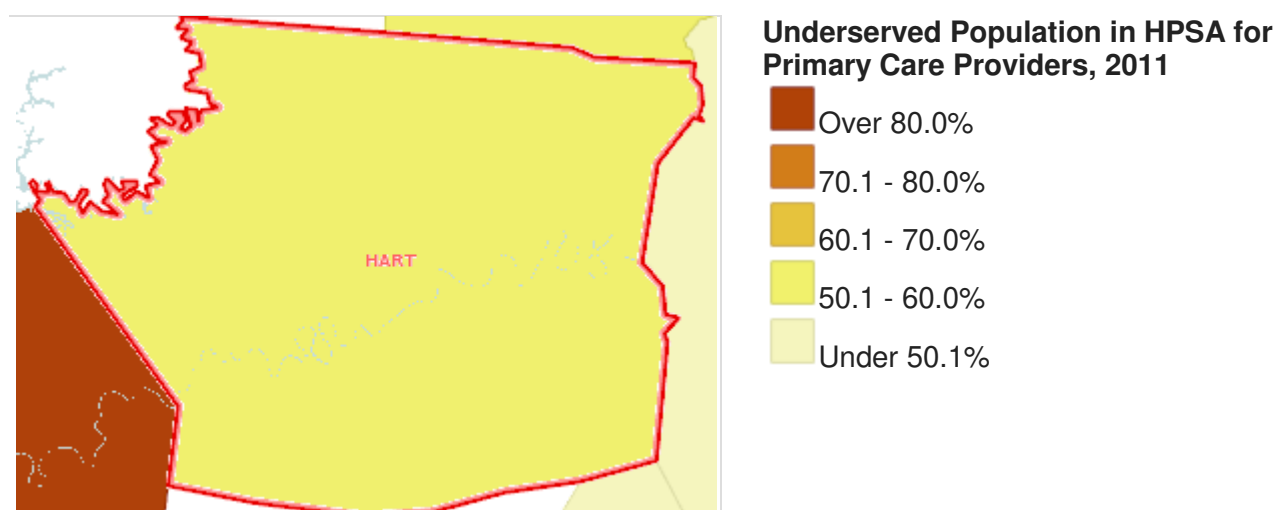 HART
Underserved Population in HPSA for
Primary Care Providers, 2011
Over 80.0%
70.1 - 80.0%
60.1 - 70.0%
50.1 - 60.0%
Under 50.1%